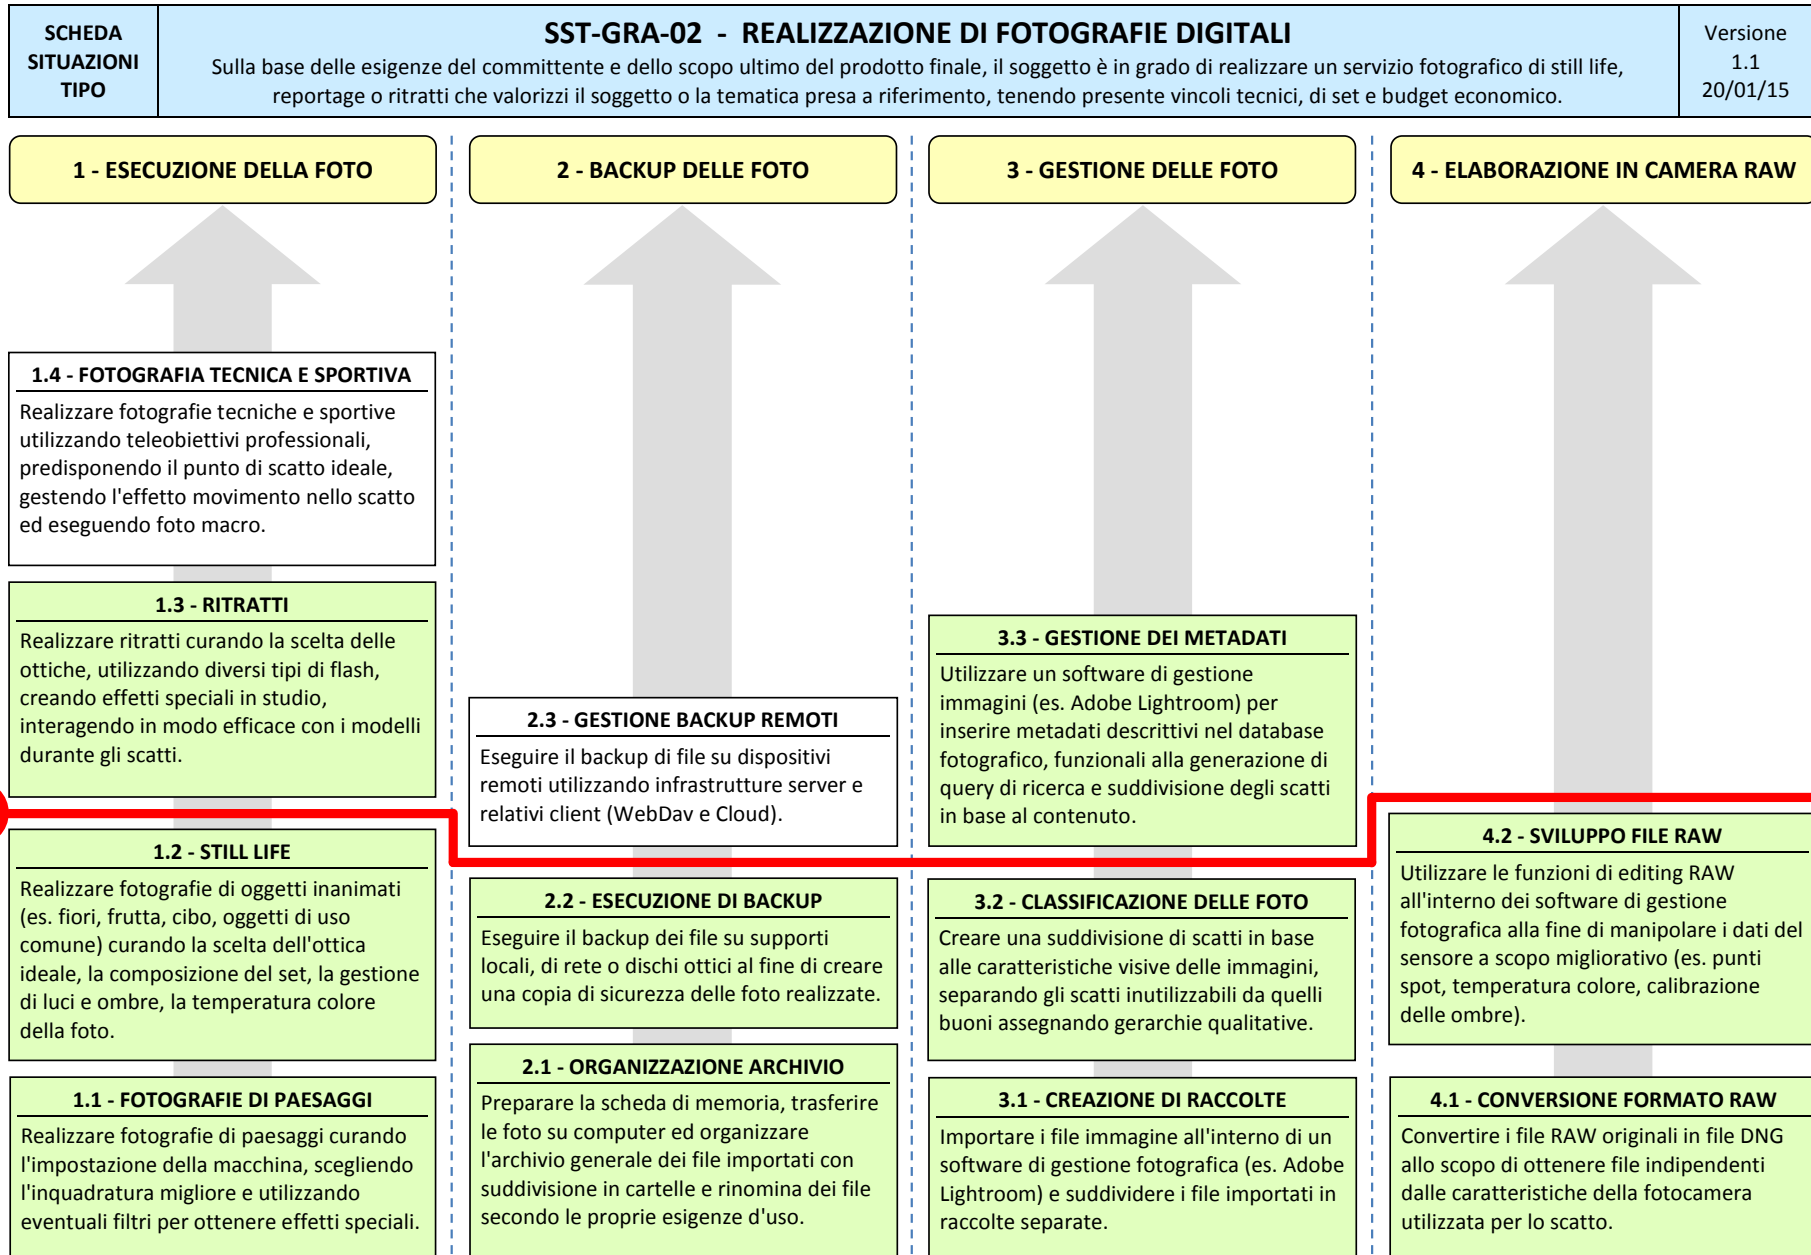 SCHEDA
SITUAZIONI
TIPO
SST-GRA-02 - REALIZZAZIONE DI FOTOGRAFIE DIGITALI
Sulla base delle esigenze del committente e dello scopo ultimo del prodotto finale, il soggetto è in grado di realizzare un servizio fotografico di still life,
reportage o ritratti che valorizzi il soggetto o la tematica presa a riferimento, tenendo presente vincoli tecnici, di set e budget economico.
Versione
1.1
20/01/15
1 - ESECUZIONE DELLA FOTO
1.4 - FOTOGRAFIA TECNICA E SPORTIVA
Realizzare fotografie tecniche e sportive
utilizzando teleobiettivi professionali,
predisponendo il punto di scatto ideale,
gestendo l'effetto movimento nello scatto
ed eseguendo foto macro.
1.3 - RITRATTI
Realizzare ritratti curando la scelta delle
ottiche, utilizzando diversi tipi di flash,
creando effetti speciali in studio,
interagendo in modo efficace con i modelli
durante gli scatti.
1.2 - STILL LIFE
Realizzare fotografie di oggetti inanimati
(es. fiori, frutta, cibo, oggetti di uso
comune) curando la scelta dell'ottica
ideale, la composizione del set, la gestione
di luci e ombre, la temperatura colore
della foto.
1.1 - FOTOGRAFIE DI PAESAGGI
Realizzare fotografie di paesaggi curando
l'impostazione della macchina, scegliendo
l'inquadratura migliore e utilizzando
eventuali filtri per ottenere effetti speciali.
2 - BACKUP DELLE FOTO
2.3 - GESTIONE BACKUP REMOTI
Eseguire il backup di file su dispositivi
remoti utilizzando infrastrutture server e
relativi client (WebDav e Cloud).
2.2 - ESECUZIONE DI BACKUP
Eseguire il backup dei file su supporti
locali, di rete o dischi ottici al fine di creare
una copia di sicurezza delle foto realizzate.
2.1 - ORGANIZZAZIONE ARCHIVIO
Preparare la scheda di memoria, trasferire
le foto su computer ed organizzare
l'archivio generale dei file importati con
suddivisione in cartelle e rinomina dei file
secondo le proprie esigenze d'uso.
3 - GESTIONE DELLE FOTO
3.3 - GESTIONE DEI METADATI
Utilizzare un software di gestione
immagini (es. Adobe Lightroom) per
inserire metadati descrittivi nel database
fotografico, funzionali alla generazione di
query di ricerca e suddivisione degli scatti
in base al contenuto.
3.2 - CLASSIFICAZIONE DELLE FOTO
Creare una suddivisione di scatti in base
alle caratteristiche visive delle immagini,
separando gli scatti inutilizzabili da quelli
buoni assegnando gerarchie qualitative.
3.1 - CREAZIONE DI RACCOLTE
Importare i file immagine all'interno di un
software di gestione fotografica (es. Adobe
Lightroom) e suddividere i file importati in
raccolte separate.
4 - ELABORAZIONE IN CAMERA RAW
4.2 - SVILUPPO FILE RAW
Utilizzare le funzioni di editing RAW
all'interno dei software di gestione
fotografica alla fine di manipolare i dati del
sensore a scopo migliorativo (es. punti
spot, temperatura colore, calibrazione
delle ombre).
4.1 - CONVERSIONE FORMATO RAW
Convertire i file RAW originali in file DNG
allo scopo di ottenere file indipendenti
dalle caratteristiche della fotocamera
utilizzata per lo scatto.